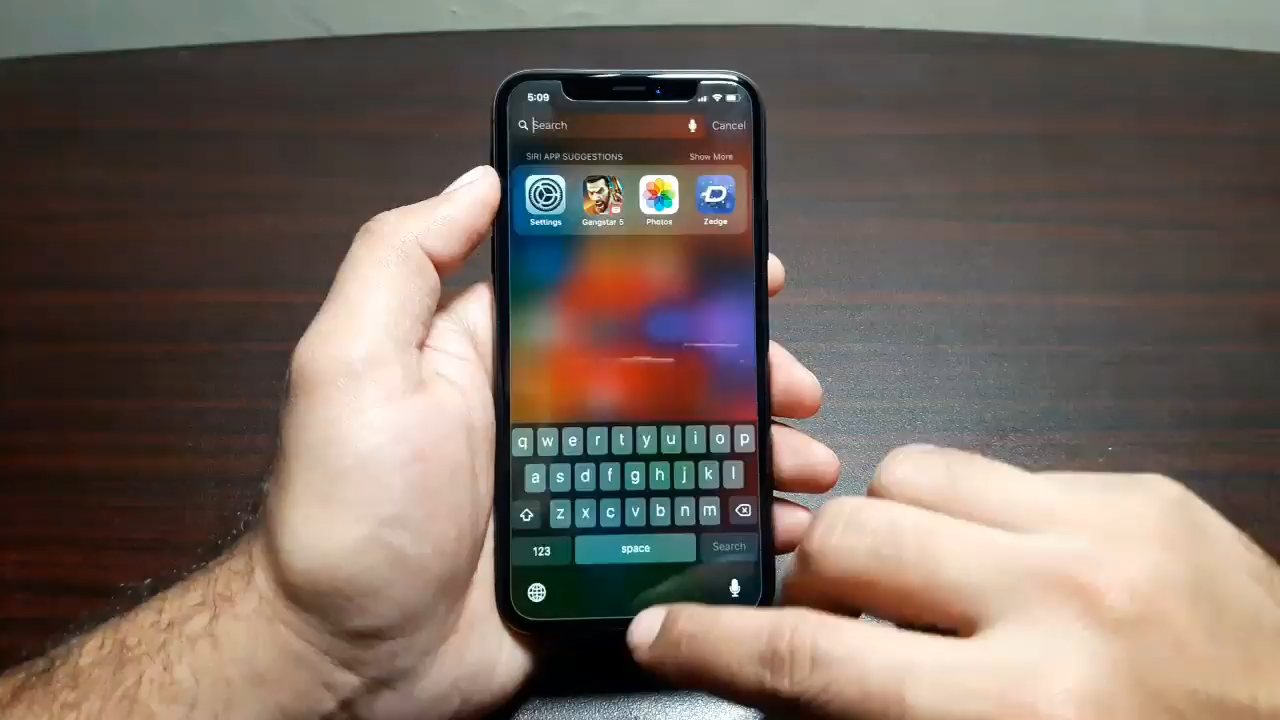 5:09
Search Cancel
SIRI APP SUGGESTIONS Show More
Settings Gangstar 5 Photos Zedge
q w e r t y u i o p
a s d f g h j k l
z x c v b n m
123 space Search